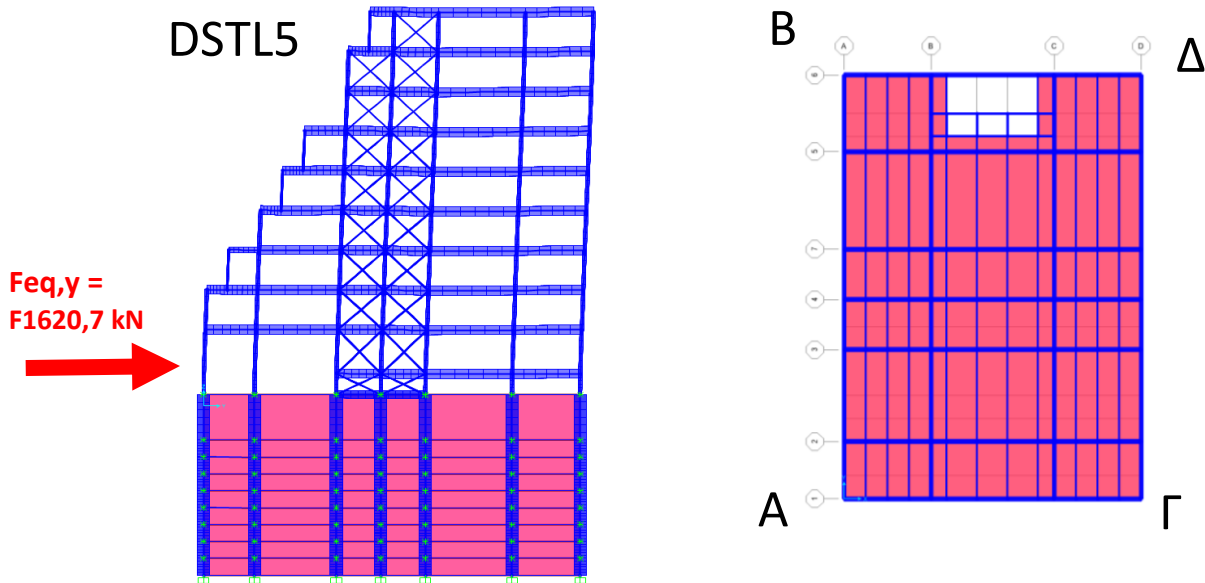 DSTL5
Feq,y =
F1620,7 kN
B
Δ
A B C D
6
5
7
4
3
2
1
A
Γ